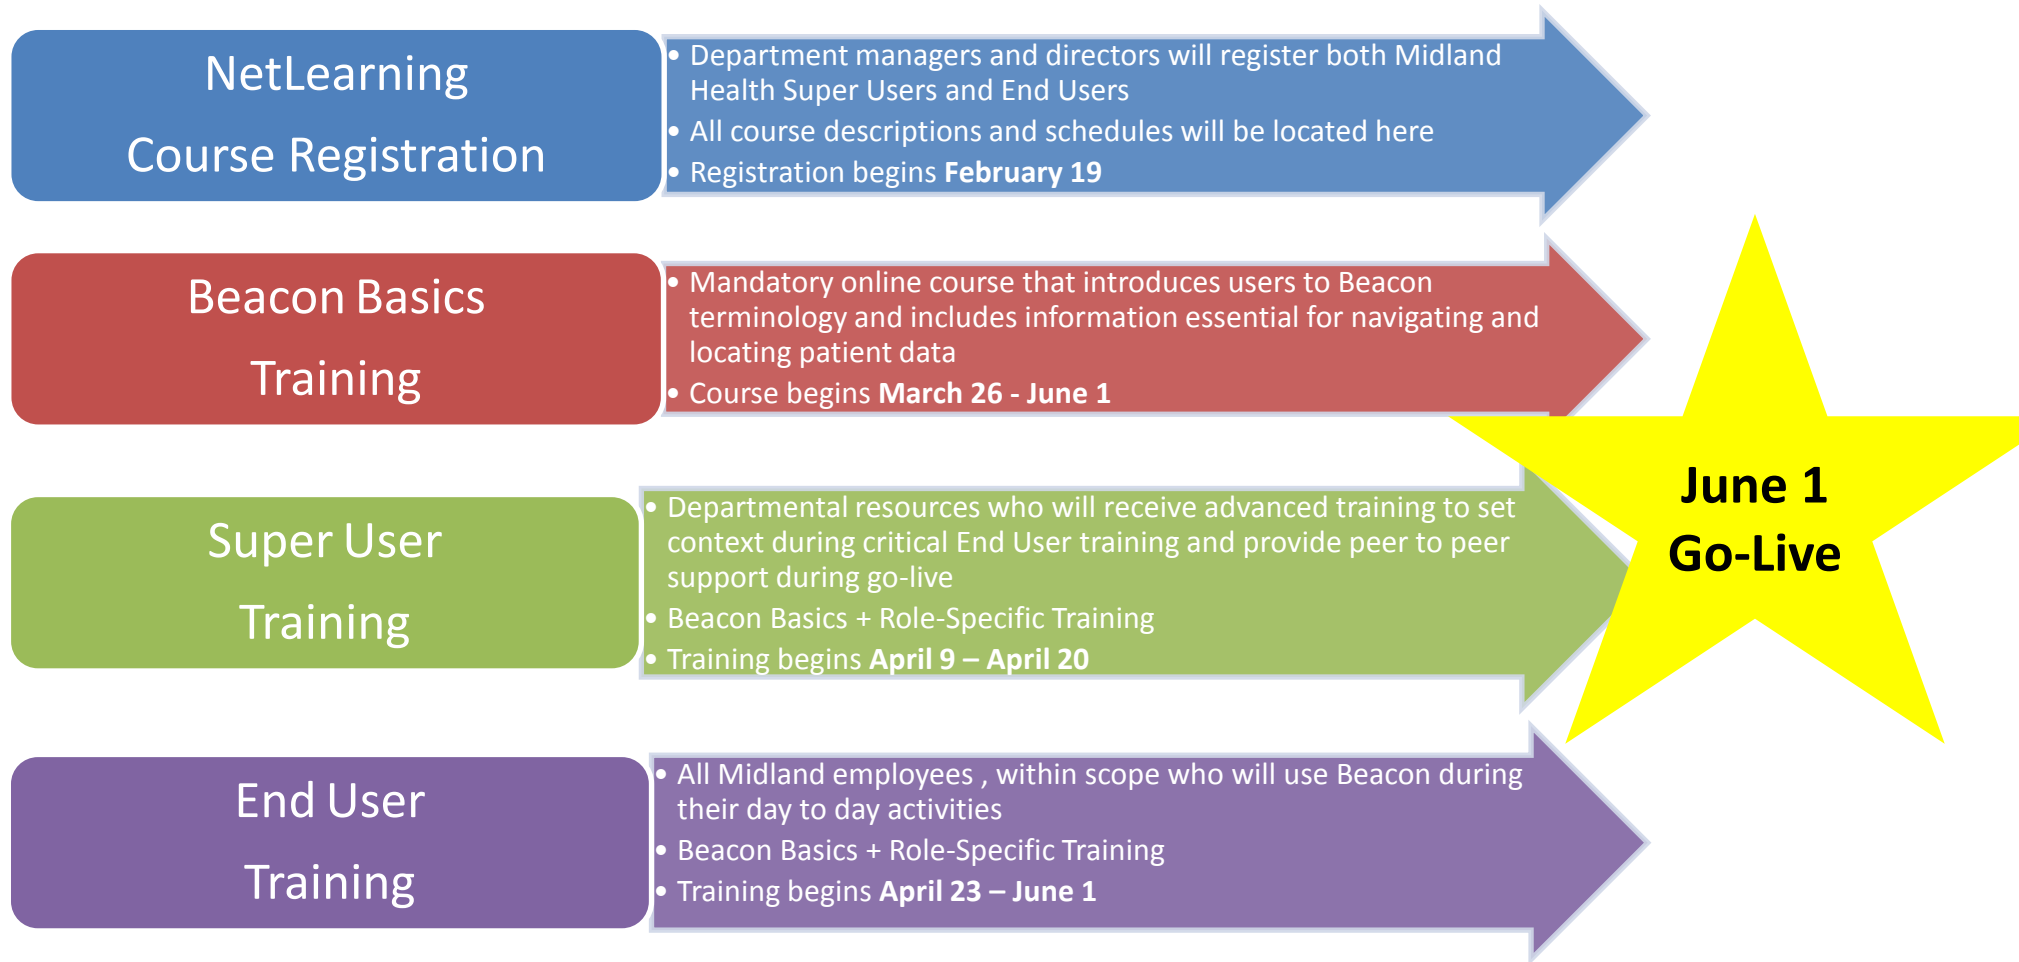 NetLearning
Course Registration
• Department managers and directors will register both Midland
Health Super Users and End Users
• All course descriptions and schedules will be located here
• Registration begins February 19
Beacon Basics
Training
• Mandatory online course that introduces users to Beacon
terminology and includes information essential for navigating and
locating patient data
• Course begins March 26 - June 1
Super User
Training
• Departmental resources who will receive advanced training to set
context during critical End User training and provide peer to peer
support during go-live
• Beacon Basics + Role-Specific Training
• Training begins April 9 – April 20
June 1
Go-Live
End User
Training
• All Midland employees , within scope who will use Beacon during
their day to day activities
• Beacon Basics + Role-Specific Training
• Training begins April 23 – June 1